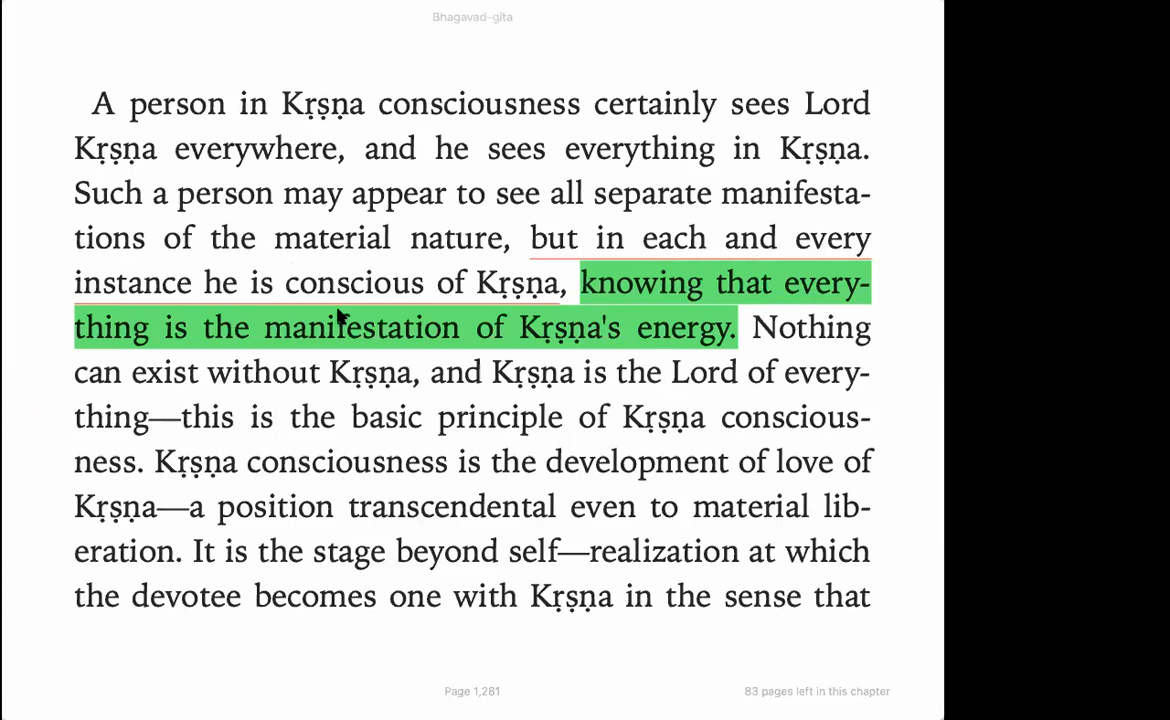 Bhagavad-gita
A person in Kṛṣṇa consciousness certainly sees Lord
Kṛṣṇa everywhere, and he sees everything in Kṛṣṇa.
Such a person may appear to see all separate manifesta-
tions of the material nature, but in each and every
instance he is conscious of Kṛṣṇa, knowing that every-
thing is the manifestation of Kṛṣṇa's energy. Nothing
can exist without Kṛṣṇa, and Kṛṣṇa is the Lord of every-
thing—this is the basic principle of Kṛṣṇa conscious-
ness. Kṛṣṇa consciousness is the development of love of
Kṛṣṇa—a position transcendental even to material lib-
eration. It is the stage beyond self—realization at which
the devotee becomes one with Kṛṣṇa in the sense that
Page 1,281
83 pages left in this chapter